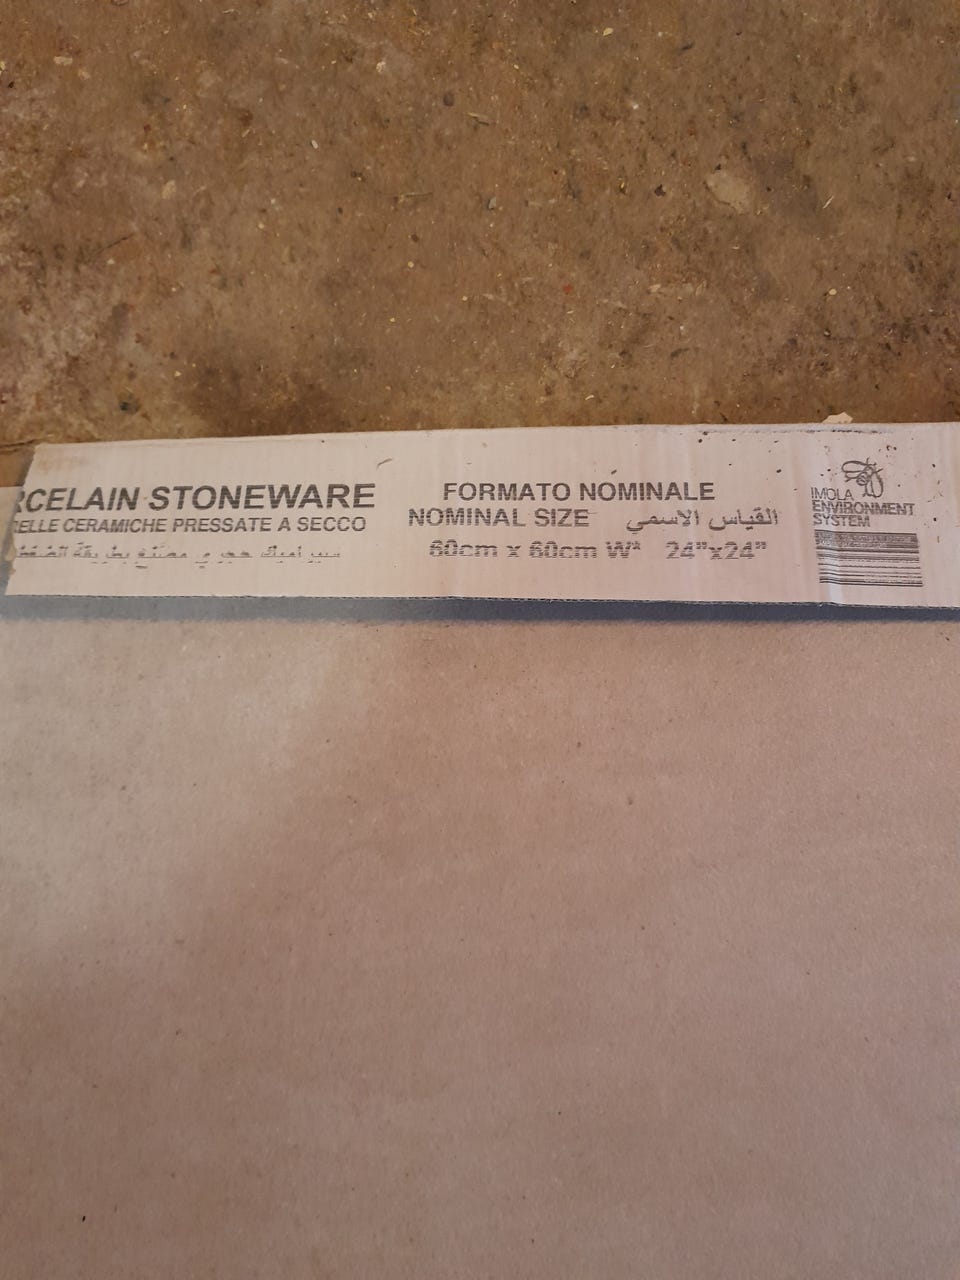 RCELAIN STONEWARE
ELLE CERAMICHE PRESSATE A SECCO
FORMATO NOMINALE
NOMINAL SIZE القياس الاسمي
60cm x 60cm W* 24"x24"
IMOLA
ENVIRONMENT
SYSTEM